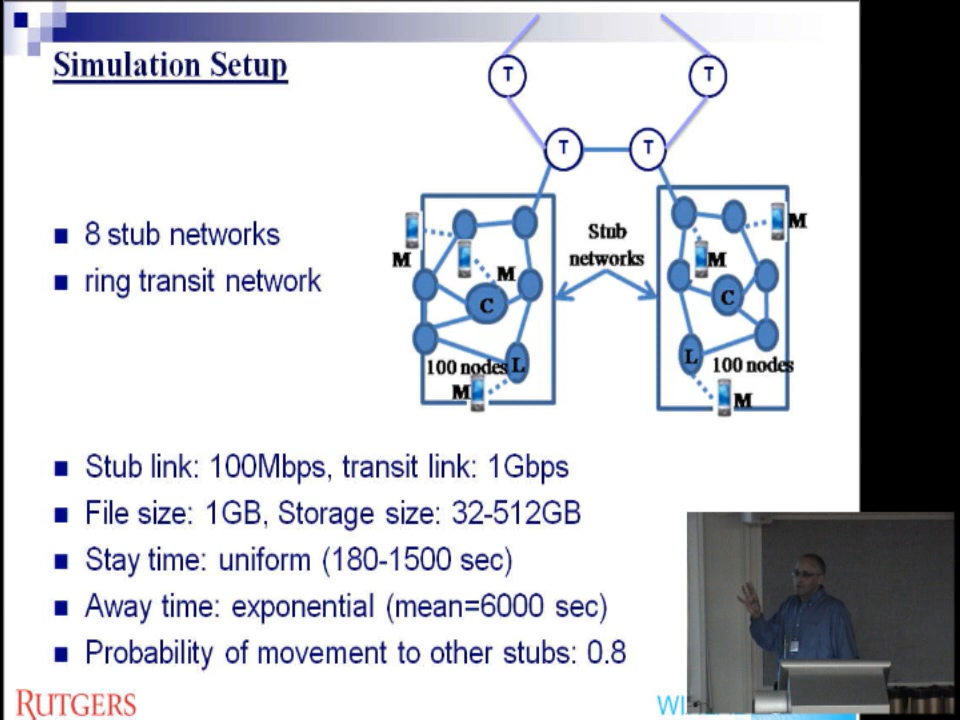 Simulation Setup
T
T
T
T
8 stub networks
ring transit network
Stub
networks
M
M
C
100 nodes
L
M
M
M
C
L
100 nodes
M
Stub link: 100Mbps, transit link: 1Gbps
File size: 1GB, Storage size: 32-512GB
Stay time: uniform (180-1500 sec)
Away time: exponential (mean=6000 sec)
Probability of movement to other stubs: 0.8
RUTGERS